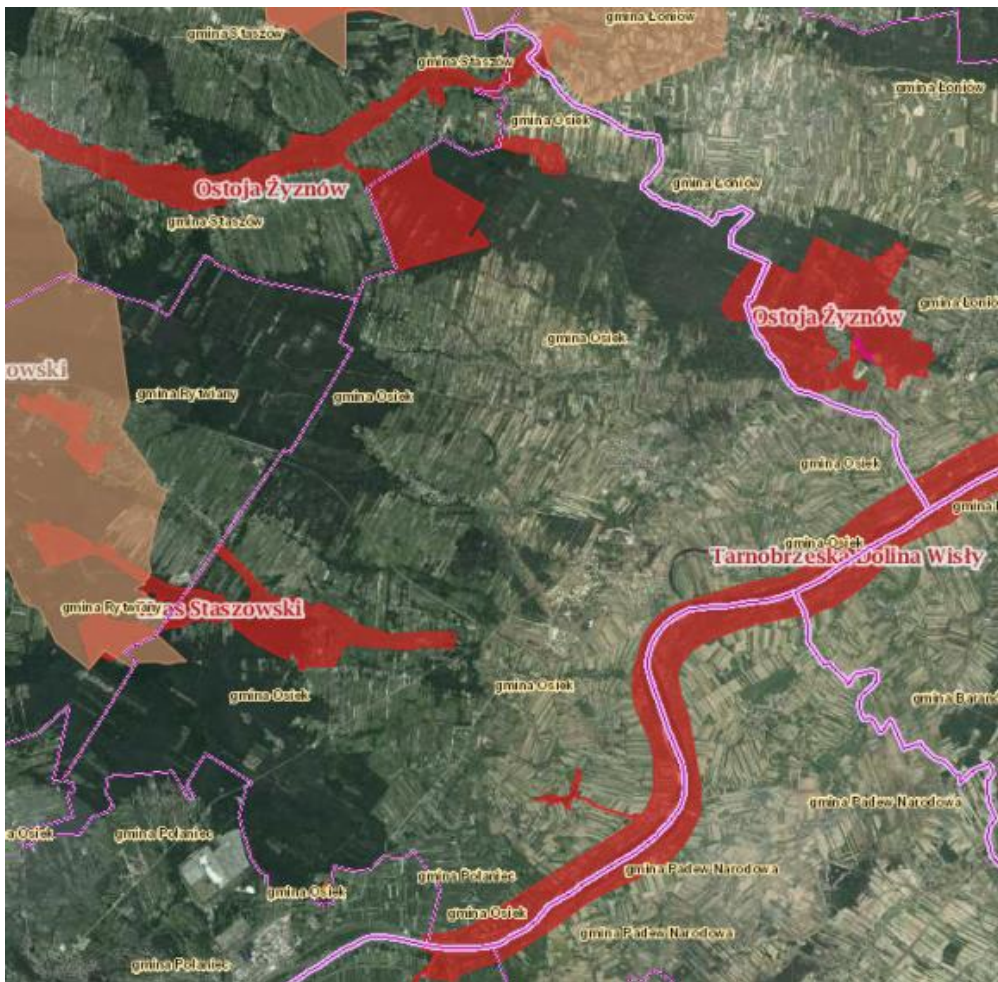 gmina Łoniów
gmina Staszów
gmina Staszów
gmina Łoniów
gmina Osiek
gmina Łoniów
Ostoja Żyznów
gmina Staszów
Ostoja Żyznów
gmina Osiek
owski
gmina Rytwiany
gmina Osiek
gmina Osiek
gmina Osiek
Tarnobrzeska Dolina Wisły
gmina Rytwiany
Staszowski
gmina Osiek
gmina Osiek
gmina Padew Narodowa
a Osiek
gmina Połaniec
gmina Połaniec
gmina Padew Narodowa
gmina Osiek
gmina Osiek
gmina Padew Narodowa
gmina Połaniec